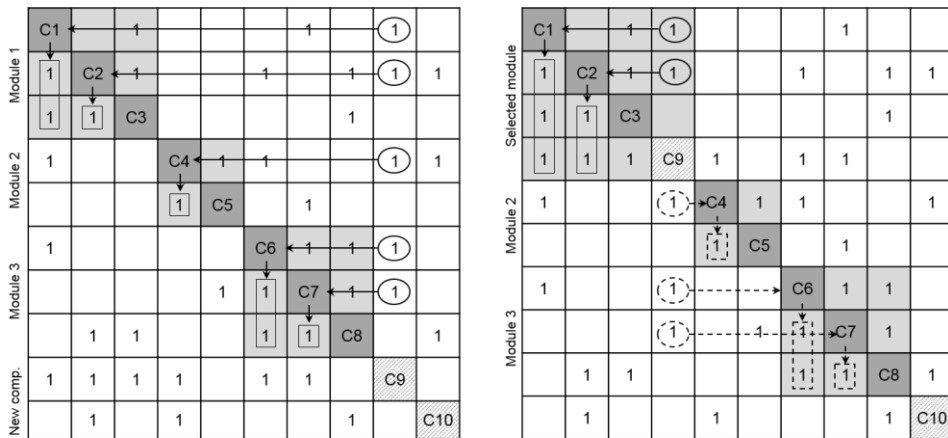 Module 1
C1 1 1 1
1 C2 1 1 1 1 1
1 1 C3 1
Module 2
1 C4 1 1 1 1
1 C5 1
Module 3
1 C6 1 1 1
1 1 C7 1 1
1 1 1 1 C8 1
New comp.
1 1 1 1 1 1 C9
1 1 1 C10
Selected module
C1 1 1 1
1 C2 1 1 1 1 1
1 1 C3 1
1 1 1 C9 1 1 1
Module 2
1 1 C4 1 1 1
1 C5 1
Module 3
1 1 C6 1 1
1 1 1 C7 1
1 1 1 1 C8 1
1 1 1 C10